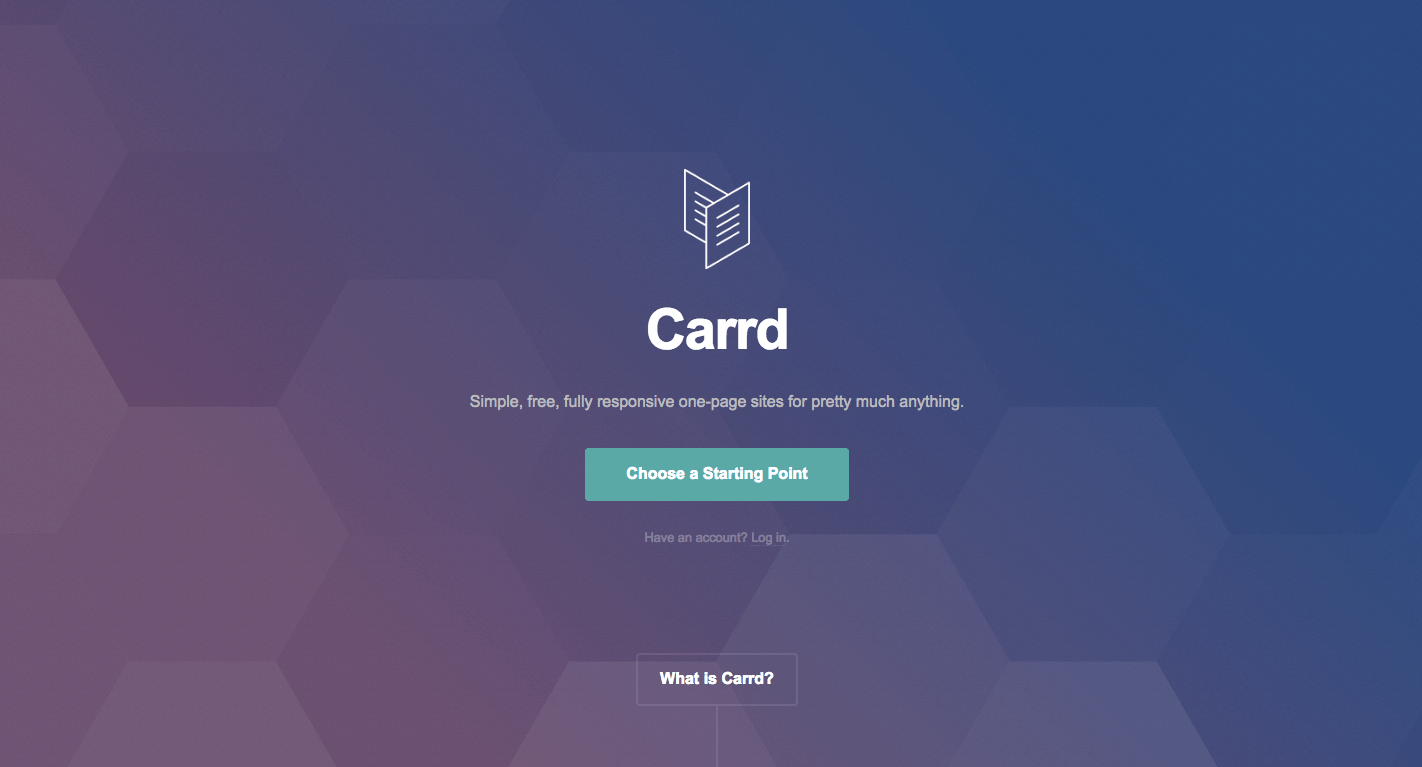 Carrd
Simple, free, fully responsive one-page sites for pretty much anything.
Choose a Starting Point
Have an account? Log in.
What is Carrd?